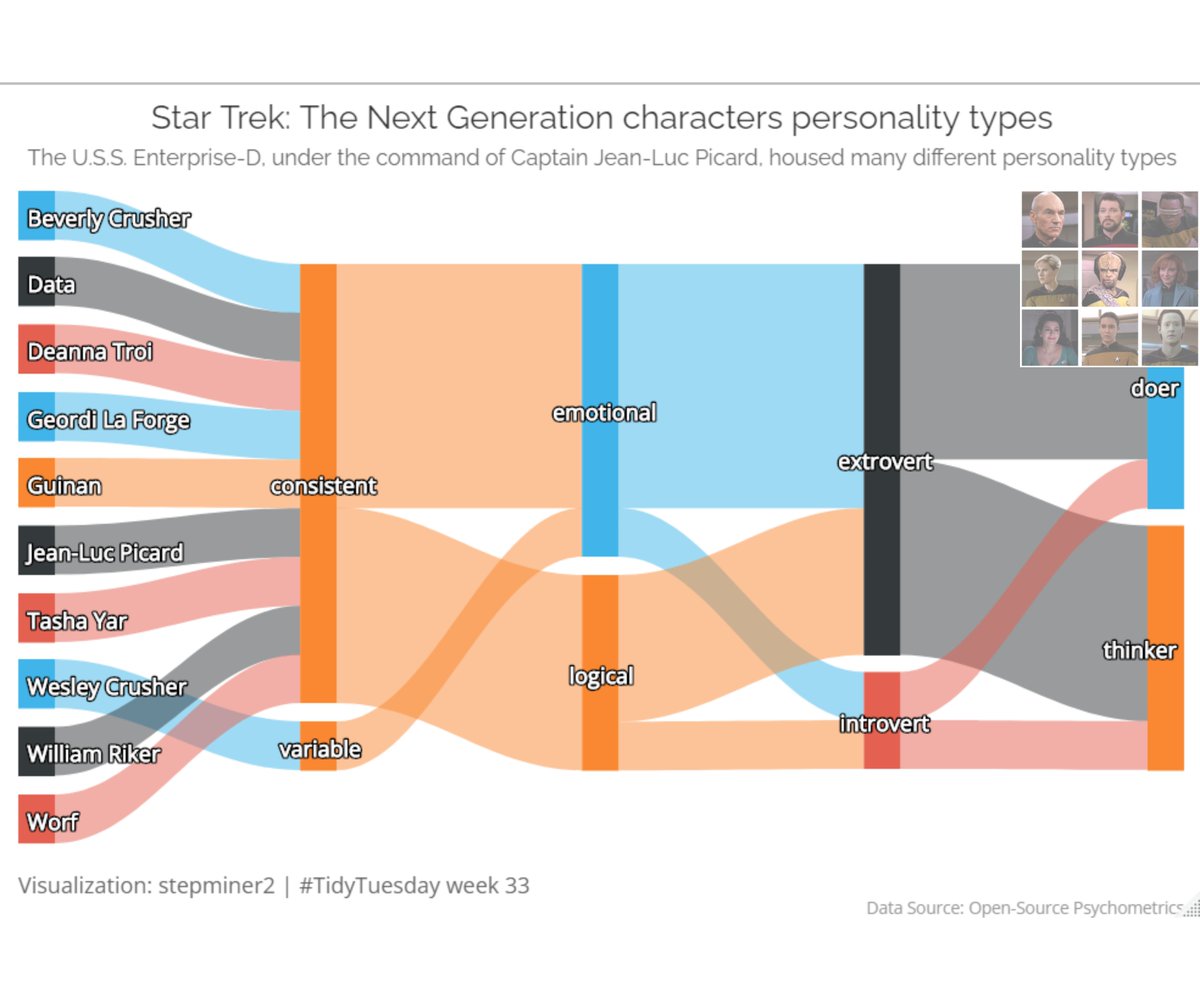 Star Trek: The Next Generation characters personality types
The U.S.S. Enterprise-D, under the command of Captain Jean-Luc Picard, housed many different personality types
Beverly Crusher
Data
Deanna Troi
Geordi La Forge
Guinan
Jean-Luc Picard
Tasha Yar
Wesley Crusher
William Riker
Worf
consistent
variable
emotional
logical
extrovert
introvert
doer
thinker
Visualization: stepminer2 | #TidyTuesday week 33
Data Source: Open-Source Psychometrics